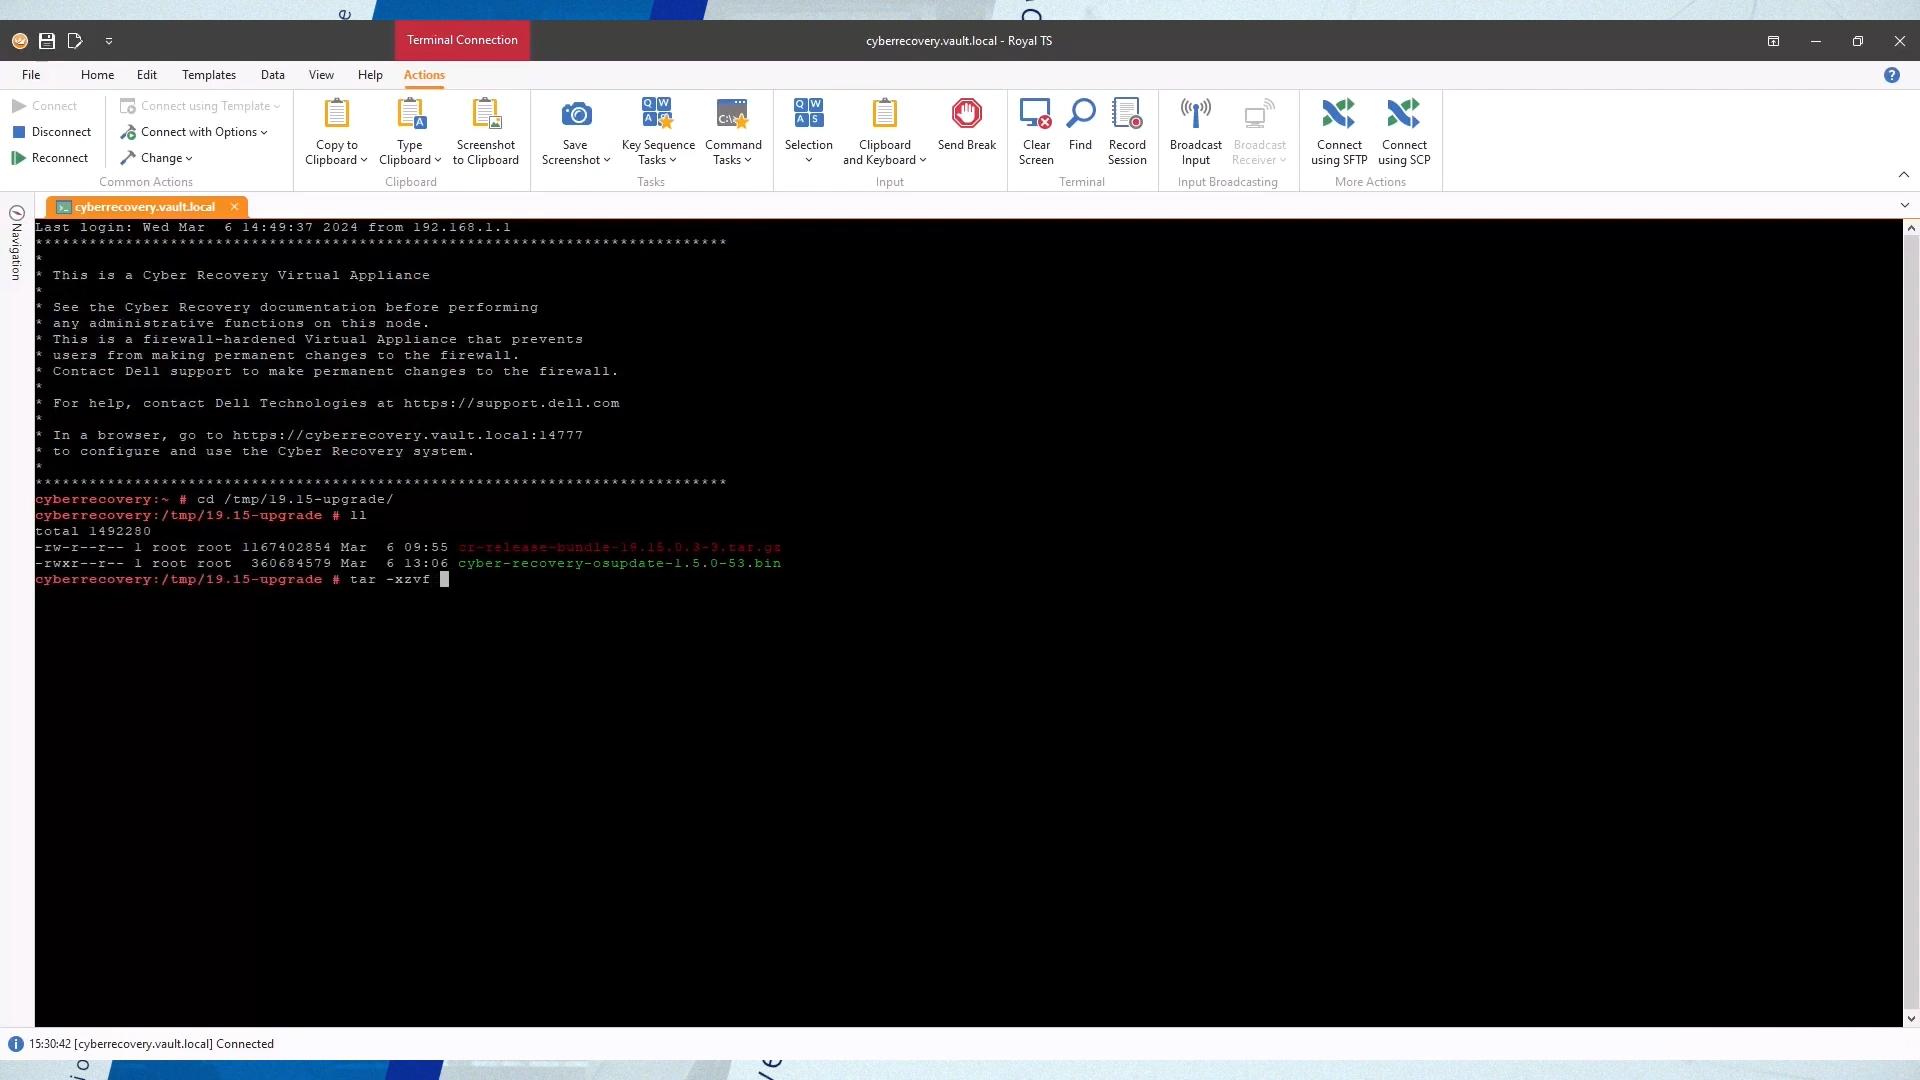 Terminal Connection
cyberrecovery.vault.local - Royal TS
File Home Edit Templates Data View Help Actions
Connect
Disconnect
Reconnect
Connect using Template
Connect with Options
Change
Common Actions
Copy to Clipboard
Type Clipboard
Screenshot to Clipboard
Clipboard
Save Screenshot
Key Sequence Tasks
Command Tasks
Tasks
Selection
Clipboard and Keyboard
Send Break
Input
Clear Screen
Find
Record Session
Terminal
Broadcast Input
Broadcast Receiver
Input Broadcasting
Connect using SFTP
Connect using SCP
More Actions
Navigation
cyberrecovery.vault.local
Last login: Wed Mar  6 14:49:37 2024 from 192.168.1.1
*****************************************************************************
*
* This is a Cyber Recovery Virtual Appliance
*
* See the Cyber Recovery documentation before performing
* any administrative functions on this node.
* This is a firewall-hardened Virtual Appliance that prevents
* users from making permanent changes to the firewall.
* Contact Dell support to make permanent changes to the firewall.
*
* For help, contact Dell Technologies at https://support.dell.com
*
* In a browser, go to https://cyberrecovery.vault.local:14777
* to configure and use the Cyber Recovery system.
*
*****************************************************************************
cyberrecovery:~ # cd /tmp/19.15-upgrade/
cyberrecovery:/tmp/19.15-upgrade # ll
total 1492280
-rw-r--r-- 1 root root 1167402854 Mar  6 09:55 cr-release-bundle-19.15.0.3-3.tar.gz
-rwxr--r-- 1 root root  360684579 Mar  6 13:06 cyber-recovery-osupdate-1.5.0-53.bin
cyberrecovery:/tmp/19.15-upgrade # tar -xzvf
15:30:42 [cyberrecovery.vault.local] Connected